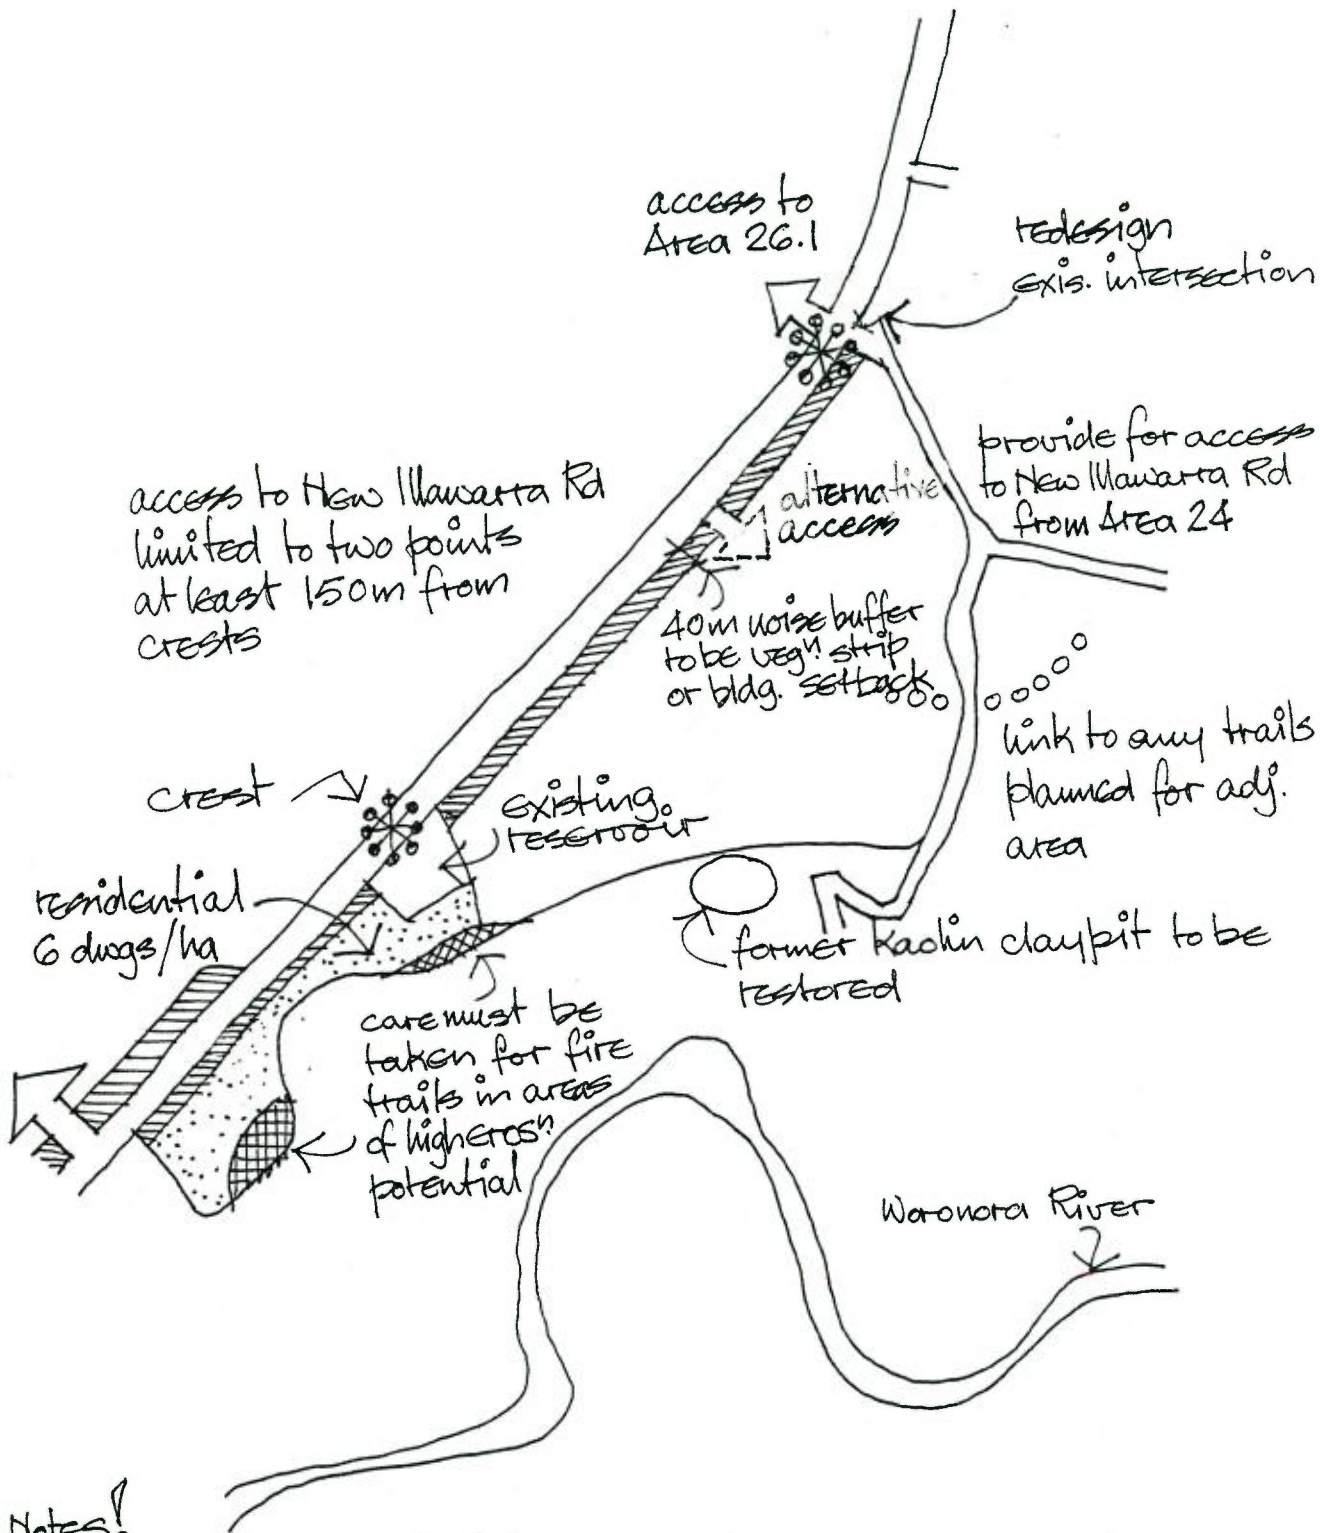 access to
Area 26.1
redesign
exis. intersection
provide for access
to New Illawarra Rd
from Area 24
access to New Illawarra Rd
limited to two points
at least 150m from
crests
alternative
access
40m noise buffer
to be vegⁿ. strip
or bldg. setback
link to any trails
planned for adj.
area
crest
existing
reservoir
residential
6 dwgs/ha
former kaolin claypit to be
restored
care must be
taken for fire
trails in areas
of high erosⁿ.
potential
Woronora River
Notes!